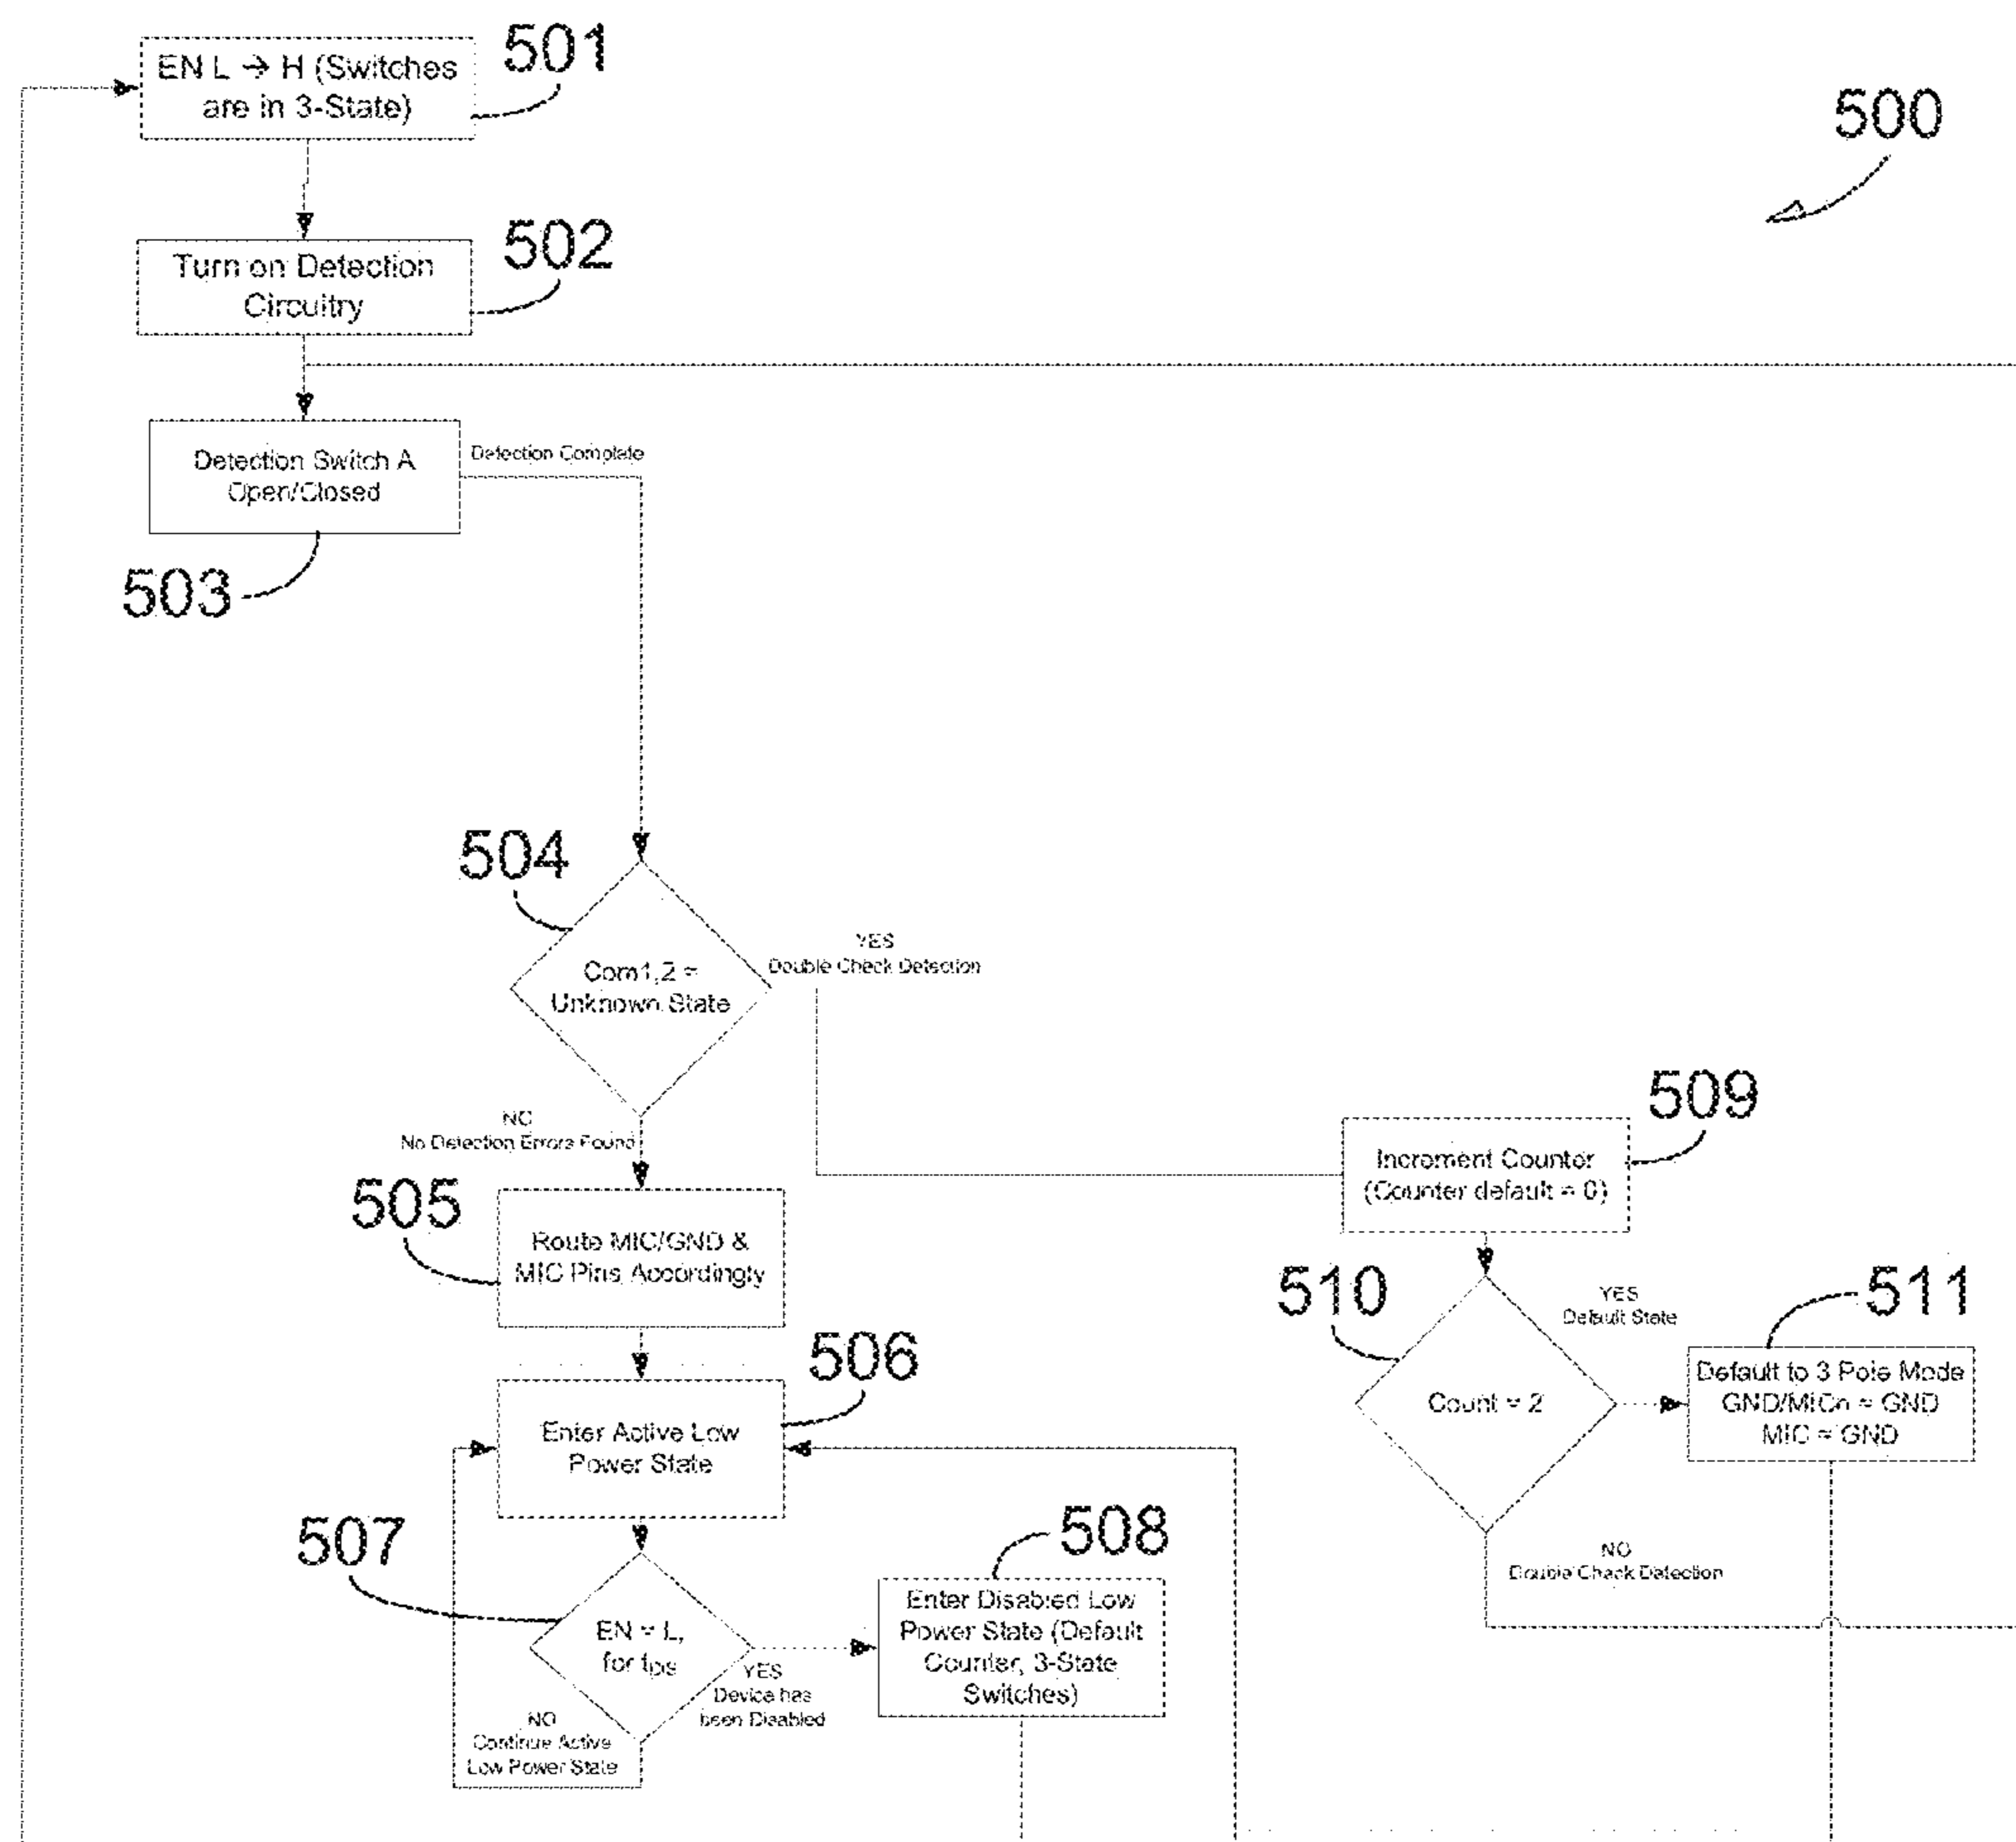 501
EN L → H (Switches
are in 3-State)
500
502
Turn on Detection
Circuitry
Detection Switch A
Open/Closed
Detection Complete
503
504
Com1,2 =
Unknown State
YES
Double Check Detection
NO
No Detection Errors Found
509
Increment Counter
(Counter default = 0)
505
Route MIC/GND &
MIC Pins Accordingly
510
Count = 2
YES
Default State
511
Default to 3 Pole Mode
GND/MICn = GND
MIC = GND
506
Enter Active Low
Power State
NO
Double Check Detection
507
EN = L,
for tDS
YES
Device has
been Disabled
508
Enter Disabled Low
Power State (Default
Counter, 3-State
Switches)
NO
Continue Active
Low Power State